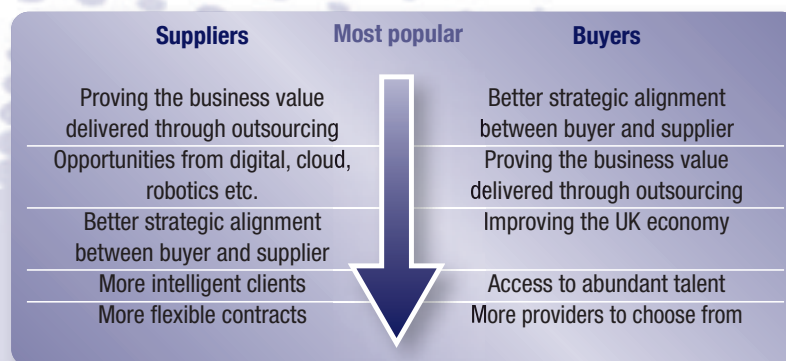 Suppliers Most popular Buyers
Proving the business value
delivered through outsourcing
Better strategic alignment
between buyer and supplier
Opportunities from digital, cloud,
robotics etc.
Proving the business value
delivered through outsourcing
Better strategic alignment
between buyer and supplier
Improving the UK economy
More intelligent clients
Access to abundant talent
More flexible contracts
More providers to choose from